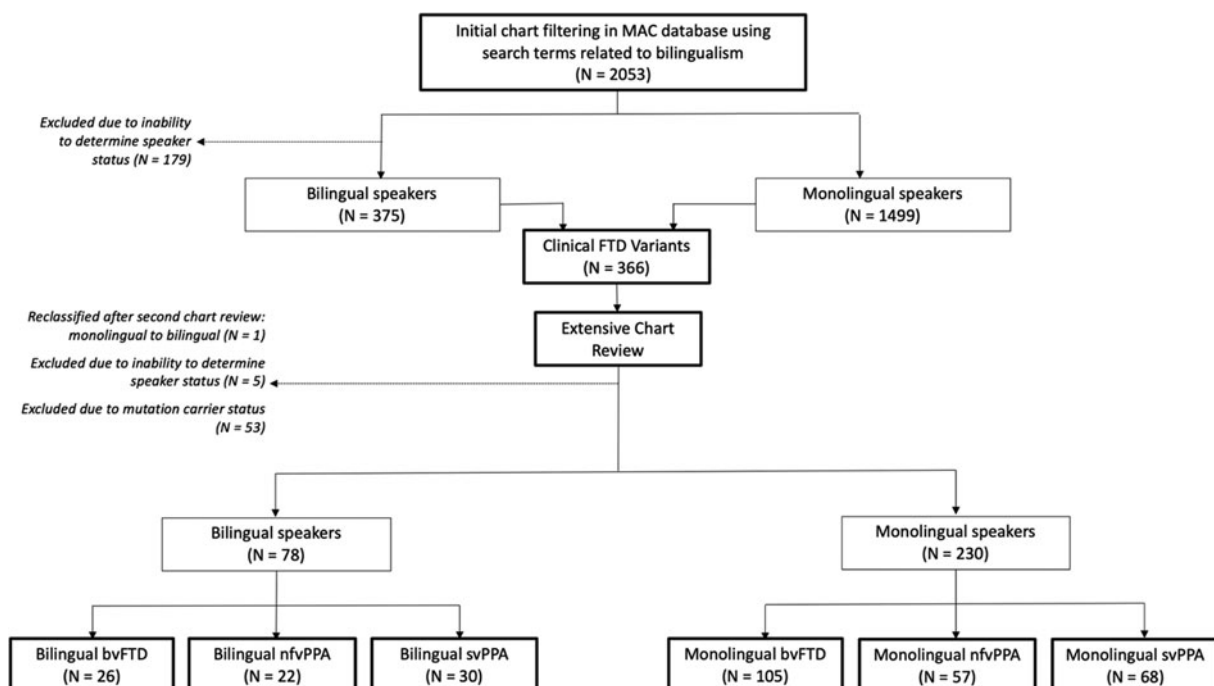 Initial chart filtering in MAC database using
search terms related to bilingualism
(N = 2053)
Excluded due to inability
to determine speaker
status (N = 179)
Bilingual speakers
(N = 375)
Monolingual speakers
(N = 1499)
Clinical FTD Variants
(N = 366)
Reclassified after second chart review:
monolingual to bilingual (N = 1)
Extensive Chart
Review
Excluded due to inability to determine
speaker status (N = 5)
Excluded due to mutation carrier status
(N = 53)
Bilingual speakers
(N = 78)
Monolingual speakers
(N = 230)
Bilingual bvFTD
(N = 26)
Bilingual nfvPPA
(N = 22)
Bilingual svPPA
(N = 30)
Monolingual bvFTD
(N = 105)
Monolingual nfvPPA
(N = 57)
Monolingual svPPA
(N = 68)